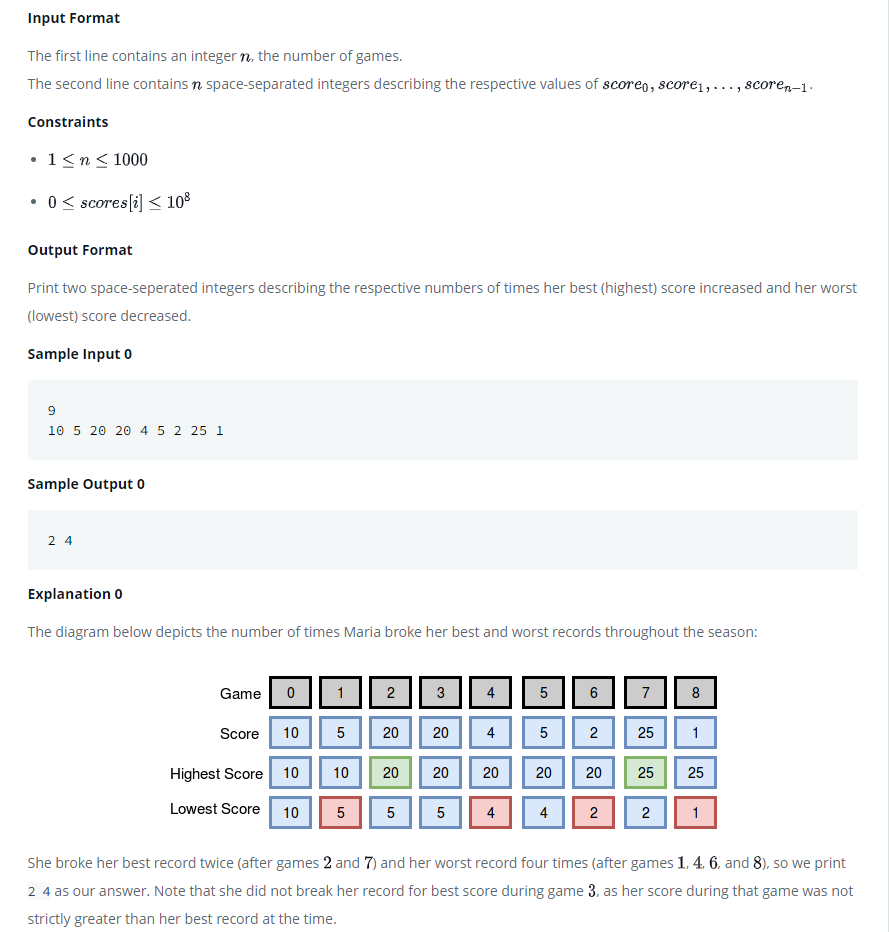 Input Format
The first line contains an integer n, the number of games.
The second line contains n space-separated integers describing the respective values of score₀, score₁, . . . , scoreₙ₋₁.
Constraints
• 1 ≤ n ≤ 1000
• 0 ≤ scores[i] ≤ 10⁸
Output Format
Print two space-seperated integers describing the respective numbers of times her best (highest) score increased and her worst
(lowest) score decreased.
Sample Input 0
9
10 5 20 20 4 5 2 25 1
Sample Output 0
2 4
Explanation 0
The diagram below depicts the number of times Maria broke her best and worst records throughout the season:
Game 0 1 2 3 4 5 6 7 8
Score 10 5 20 20 4 5 2 25 1
Highest Score 10 10 20 20 20 20 20 25 25
Lowest Score 10 5 5 5 4 4 2 2 1
She broke her best record twice (after games 2 and 7) and her worst record four times (after games 1, 4, 6, and 8), so we print
2 4 as our answer. Note that she did not break her record for best score during game 3, as her score during that game was not
strictly greater than her best record at the time.